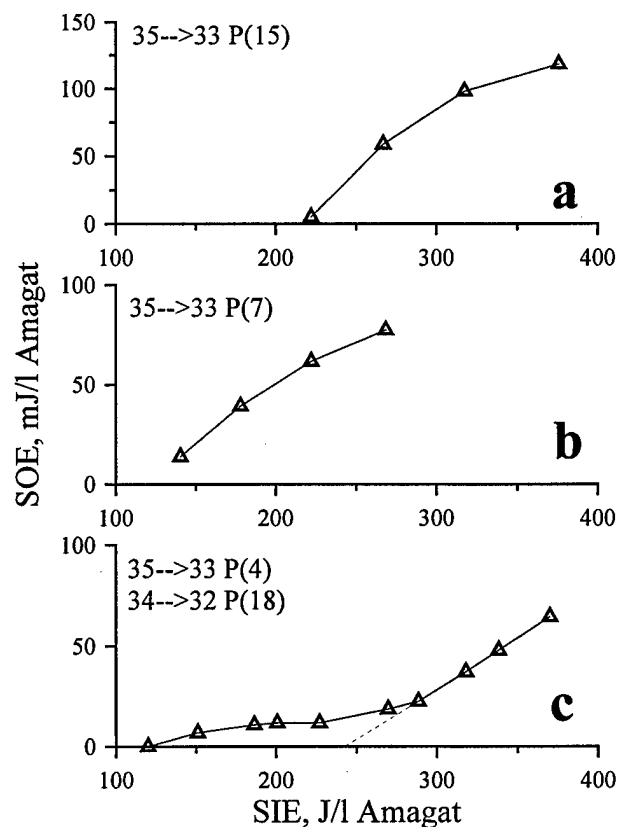 150
35-->33 P(15)
100
50
a
0
100 200 300 400
100
35-->33 P(7)
50
b
0
100 200 300 400
100
35-->33 P(4)
34-->32 P(18)
50
c
0
100 200 300 400
SIE, J/l Amagat
SOE, mJ/l Amagat